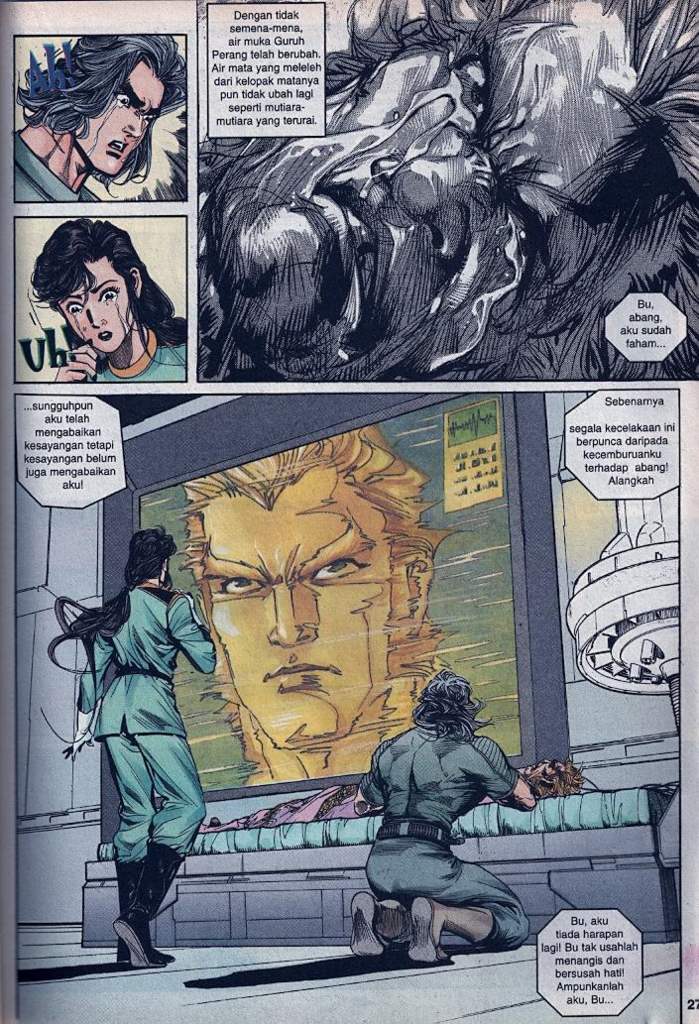 Ah!
Dengan tidak
semena-mena,
air muka Guruh
Perang telah berubah.
Air mata yang meleleh
dari kelopak matanya
pun tidak ubah lagi
seperti mutiara-
mutiara yang terurai.
Uh!
Bu,
abang,
aku sudah
faham...
...sungguhpun
aku telah
mengabaikan
kesayangan tetapi
kesayangan belum
juga mengabaikan
aku!
Sebenarnya
segala kecelakaan ini
berpunca daripada
kecemburuanku
terhadap abang!
Alangkah
Bu, aku
tiada harapan
lagi! Bu tak usahlah
menangis dan
bersusah hati!
Ampunkanlah
aku, Bu...
27